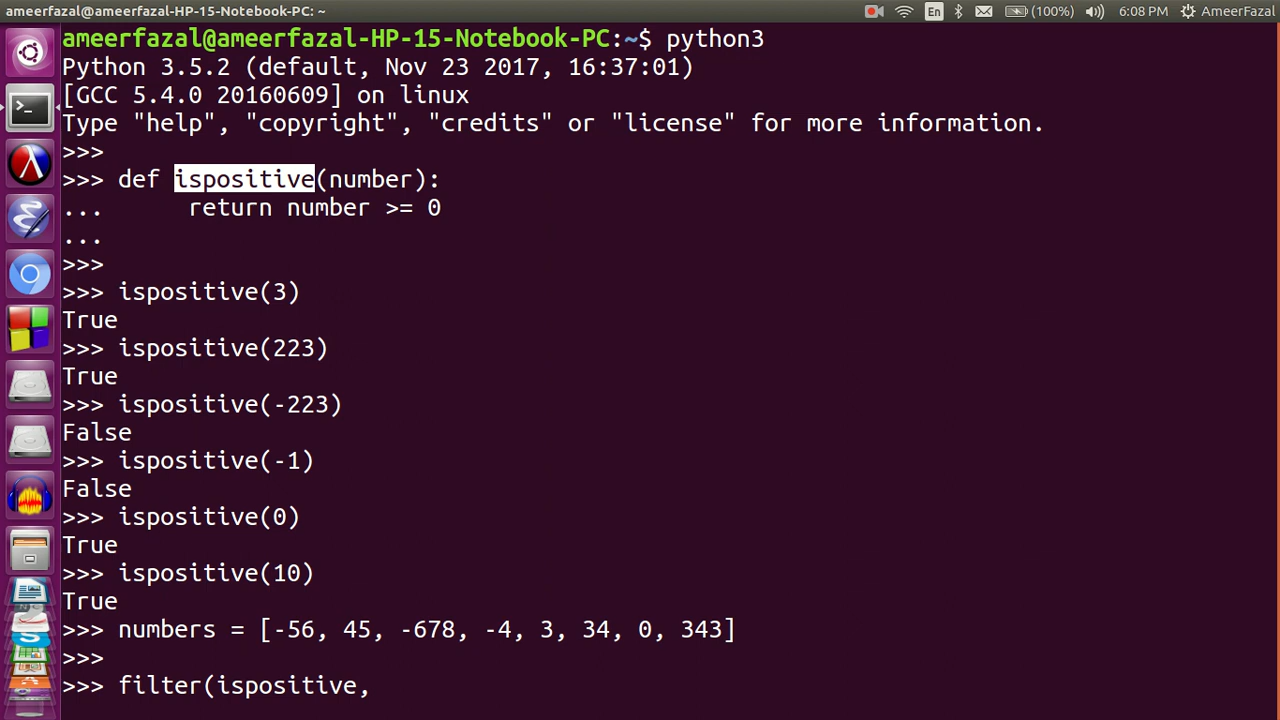 ameerfazal@ameerfazal-HP-15-Notebook-PC: ~ En (100%) 6:08 PM AmeerFazal
ameerfazal@ameerfazal-HP-15-Notebook-PC:~$ python3
Python 3.5.2 (default, Nov 23 2017, 16:37:01)
[GCC 5.4.0 20160609] on linux
Type "help", "copyright", "credits" or "license" for more information.
>>>
>>> def ispositive(number):
...      return number >= 0
...
>>>
>>> ispositive(3)
True
>>> ispositive(223)
True
>>> ispositive(-223)
False
>>> ispositive(-1)
False
>>> ispositive(0)
True
>>> ispositive(10)
True
>>> numbers = [-56, 45, -678, -4, 3, 34, 0, 343]
>>>
>>> filter(ispositive,